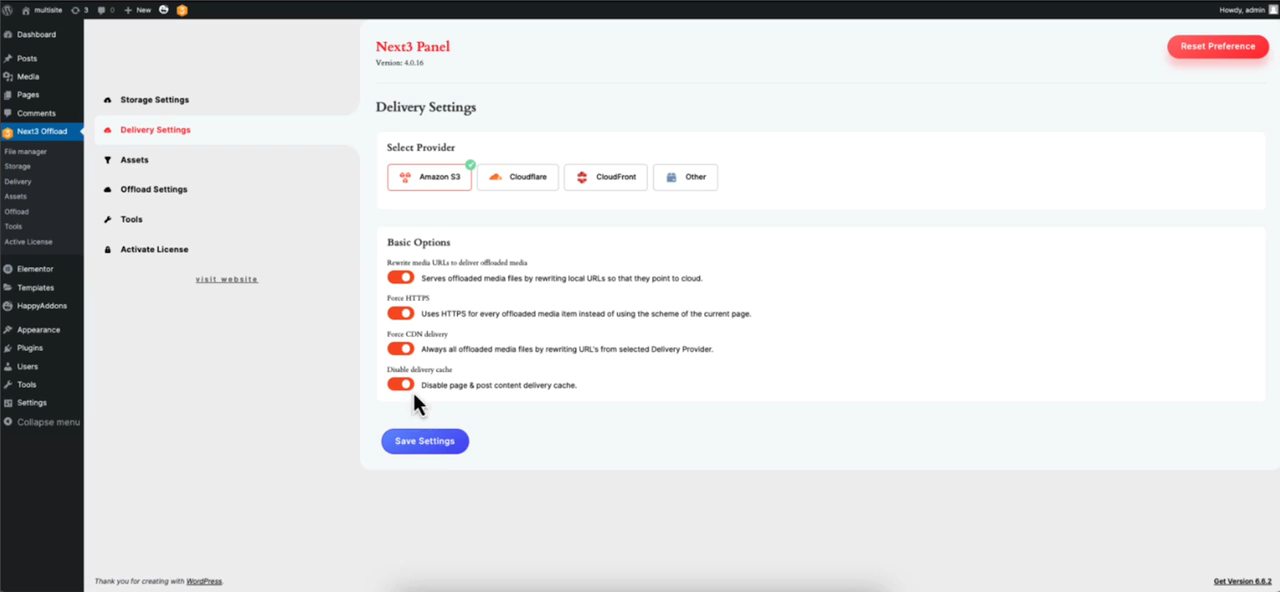 multisite 3 0 New Howdy, admin
Dashboard
Posts
Media
Pages
Comments
Next3 Offload
File manager
Storage
Delivery
Assets
Offload
Tools
Active License
Elementor
Templates
HappyAddons
Appearance
Plugins
Users
Tools
Settings
Collapse menu
Storage Settings
Delivery Settings
Assets
Offload Settings
Tools
Activate License
visit website
Next3 Panel
Version: 4.0.16
Reset Preference
Delivery Settings
Select Provider
Amazon S3 Cloudflare CloudFront Other
Basic Options
Rewrite media URLs to deliver offloaded media
Serves offloaded media files by rewriting local URLs so that they point to cloud.
Force HTTPS
Uses HTTPS for every offloaded media item instead of using the scheme of the current page.
Force CDN delivery
Always all offloaded media files by rewriting URL's from selected Delivery Provider.
Disable delivery cache
Disable page & post content delivery cache.
Save Settings
Thank you for creating with WordPress.
Get Version 6.6.2